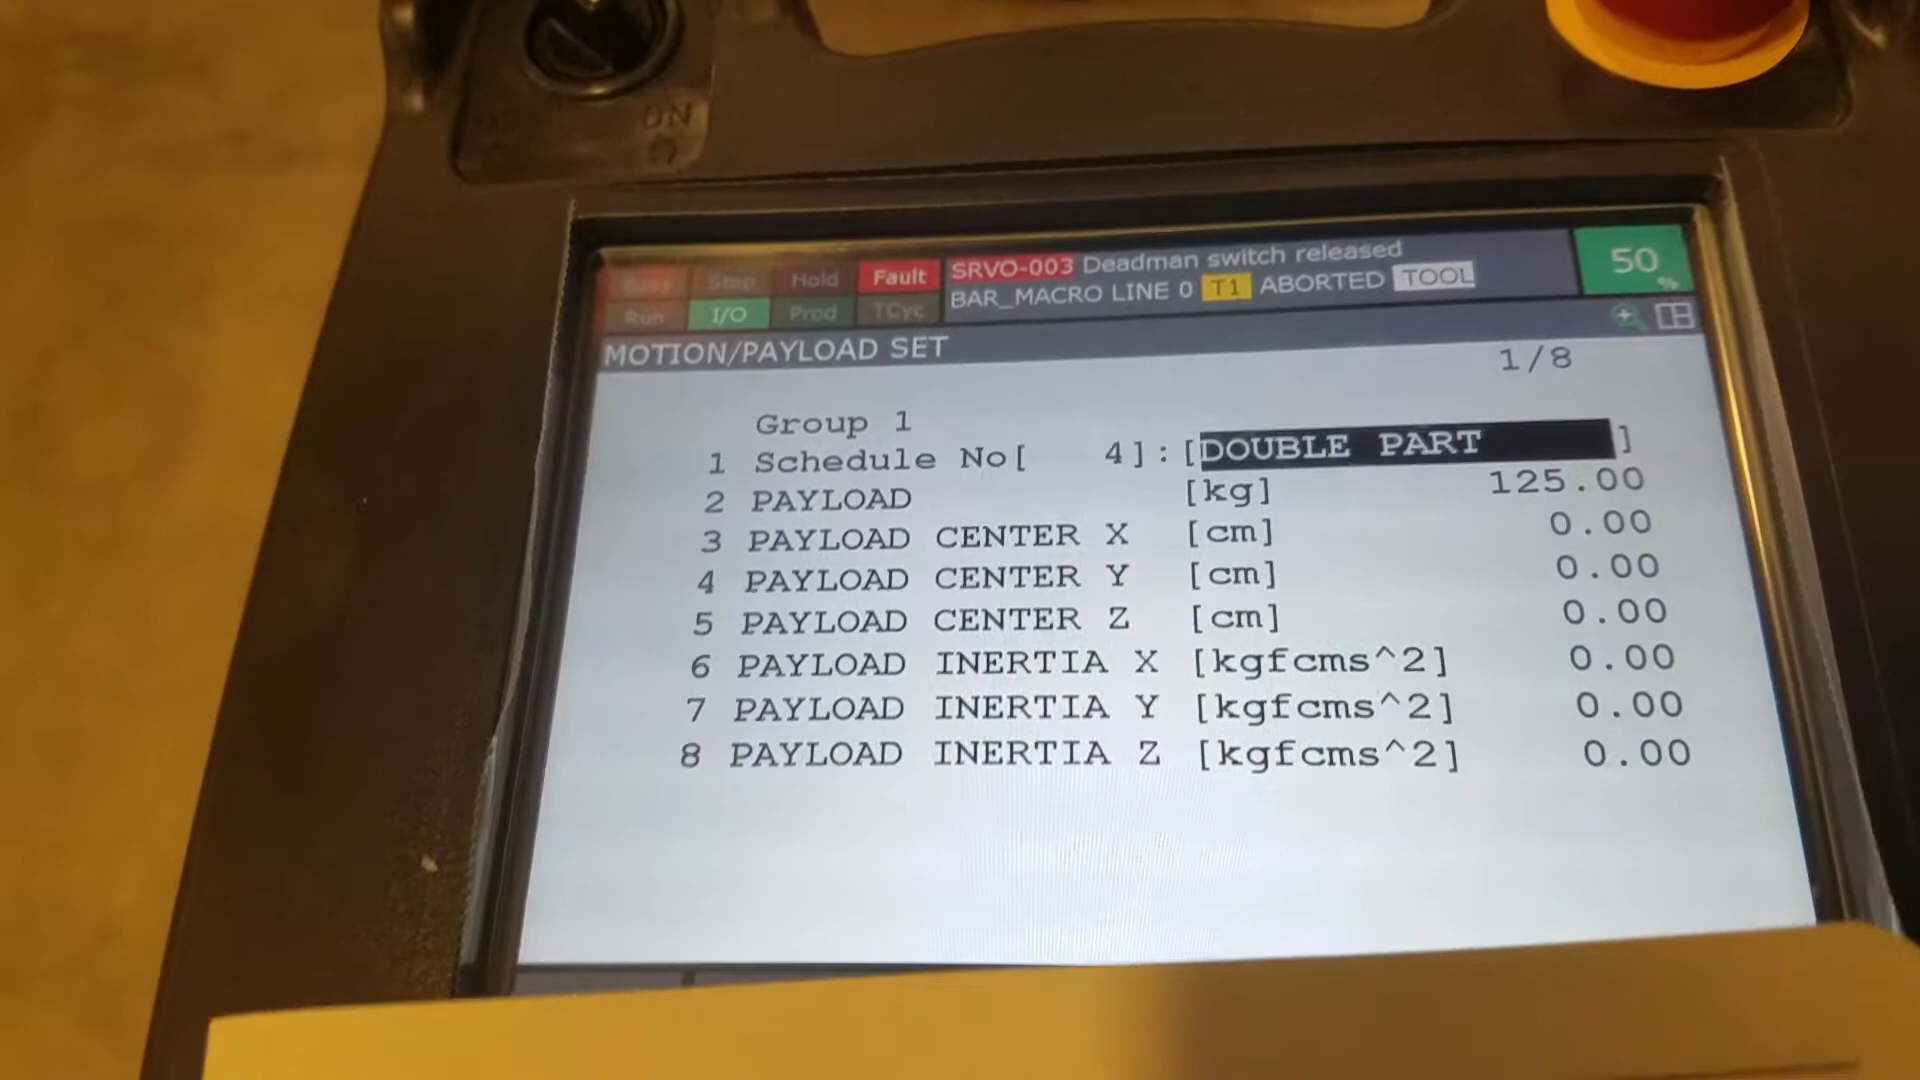 ON
Busy Step Hold Fault SRVO-003 Deadman switch released
Run I/O Prod TCyc BAR_MACRO LINE 0 T1 ABORTED TOOL 50 %
MOTION/PAYLOAD SET
1/8
Group 1
1 Schedule No[ 4]:[DOUBLE PART ]
2 PAYLOAD [kg] 125.00
3 PAYLOAD CENTER X [cm] 0.00
4 PAYLOAD CENTER Y [cm] 0.00
5 PAYLOAD CENTER Z [cm] 0.00
6 PAYLOAD INERTIA X [kgfcms^2] 0.00
7 PAYLOAD INERTIA Y [kgfcms^2] 0.00
8 PAYLOAD INERTIA Z [kgfcms^2] 0.00